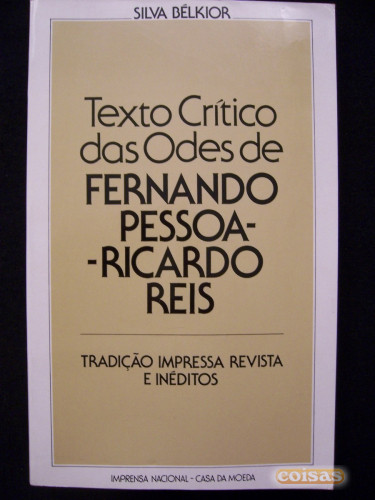 SILVA BÉLKIOR
Texto Crítico
das Odes de
FERNANDO
PESSOA-
-RICARDO
REIS
TRADIÇÃO IMPRESSA REVISTA
E INÉDITOS
IMPRENSA NACIONAL - CASA DA MOEDA
coisas